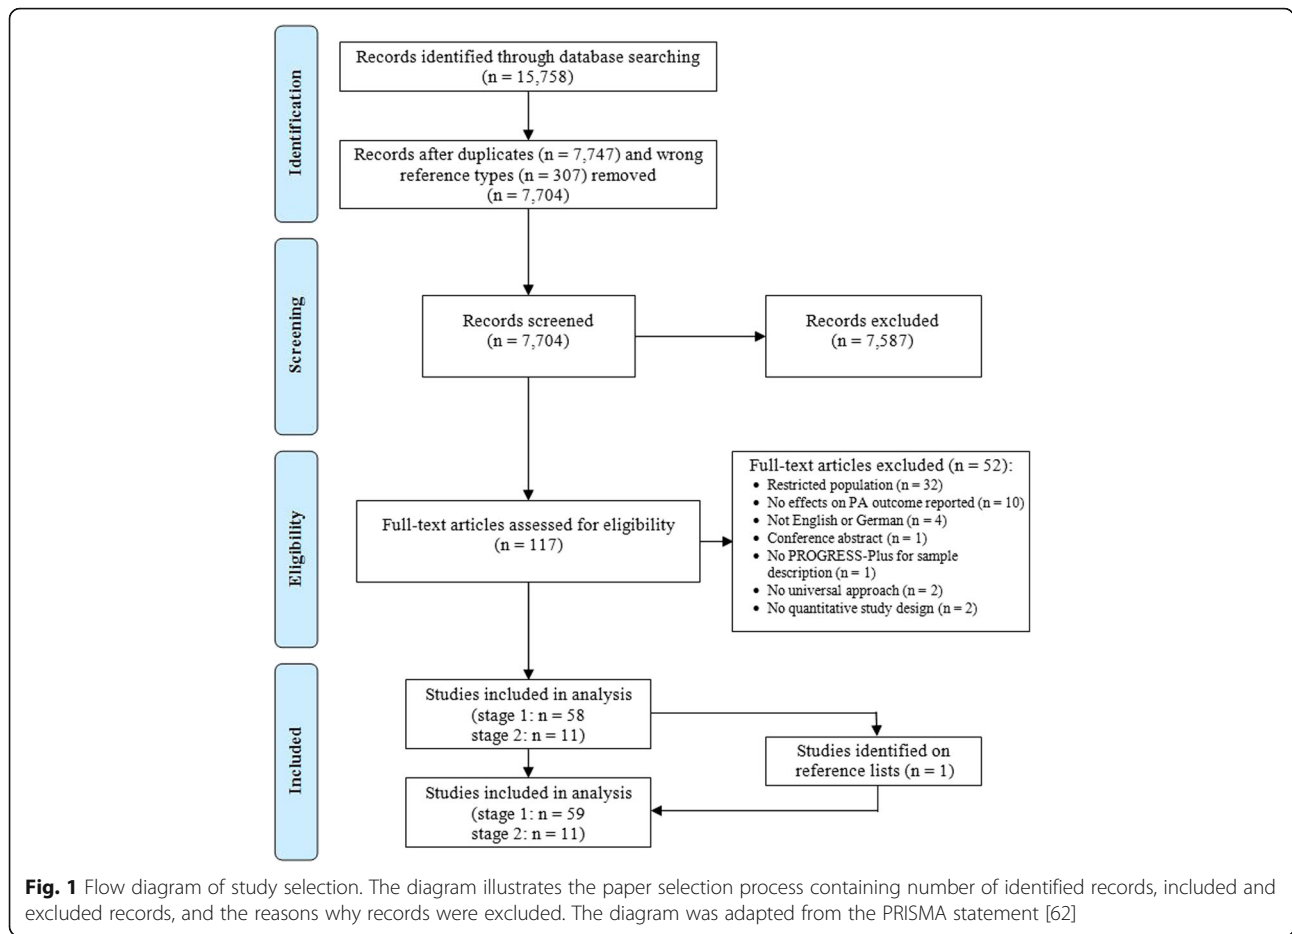 Identification
Records identified through database searching
(n = 15,758)
Records after duplicates (n = 7,747) and wrong
reference types (n = 307) removed
(n = 7,704)
Screening
Records screened
(n = 7,704)
Records excluded
(n = 7,587)
Eligibility
Full-text articles assessed for eligibility
(n = 117)
Full-text articles excluded (n = 52):
• Restricted population (n = 32)
• No effects on PA outcome reported (n = 10)
• Not English or German (n = 4)
• Conference abstract (n = 1)
• No PROGRESS-Plus for sample
description (n = 1)
• No universal approach (n = 2)
• No quantitative study design (n = 2)
Included
Studies included in analysis
(stage 1: n = 58
stage 2: n = 11)
Studies identified on
reference lists (n = 1)
Studies included in analysis
(stage 1: n = 59
stage 2: n = 11)
Fig. 1 Flow diagram of study selection. The diagram illustrates the paper selection process containing number of identified records, included and
excluded records, and the reasons why records were excluded. The diagram was adapted from the PRISMA statement [62]